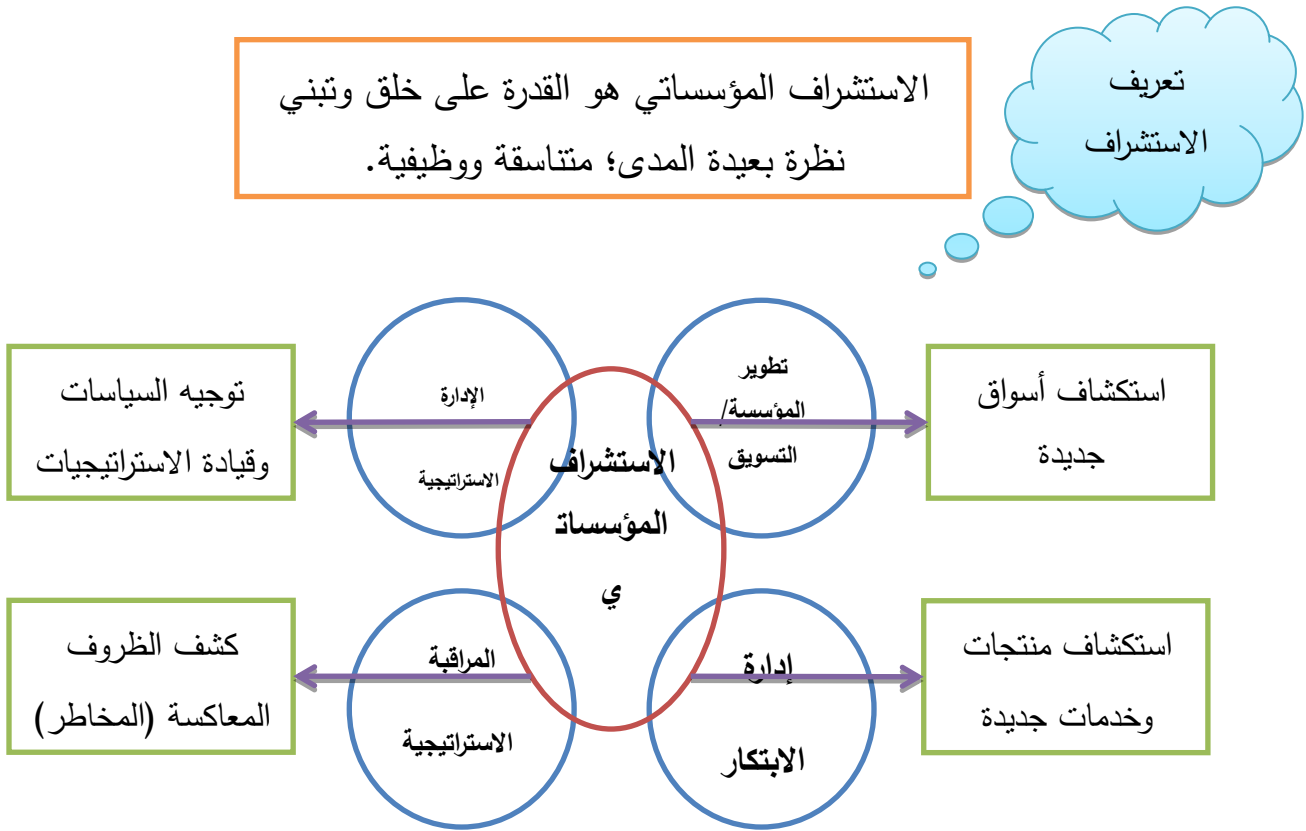 تعريف
الاستشراف
الاستشراف المؤسساتي هو القدرة على خلق وتبني
نظرة بعيدة المدى؛ متناسقة ووظيفية.
استكشاف أسواق
جديدة
تطوير
المؤسسة/
التسويق
الإدارة
الاستراتيجية
توجيه السياسات
وقيادة الاستراتيجيات
الاستشراف
المؤسساتـ
ي
استكشاف منتجات
وخدمات جديدة
إدارة
الابتكار
المراقبة
الاستراتيجية
كشف الظروف
المعاكسة (المخاطر)